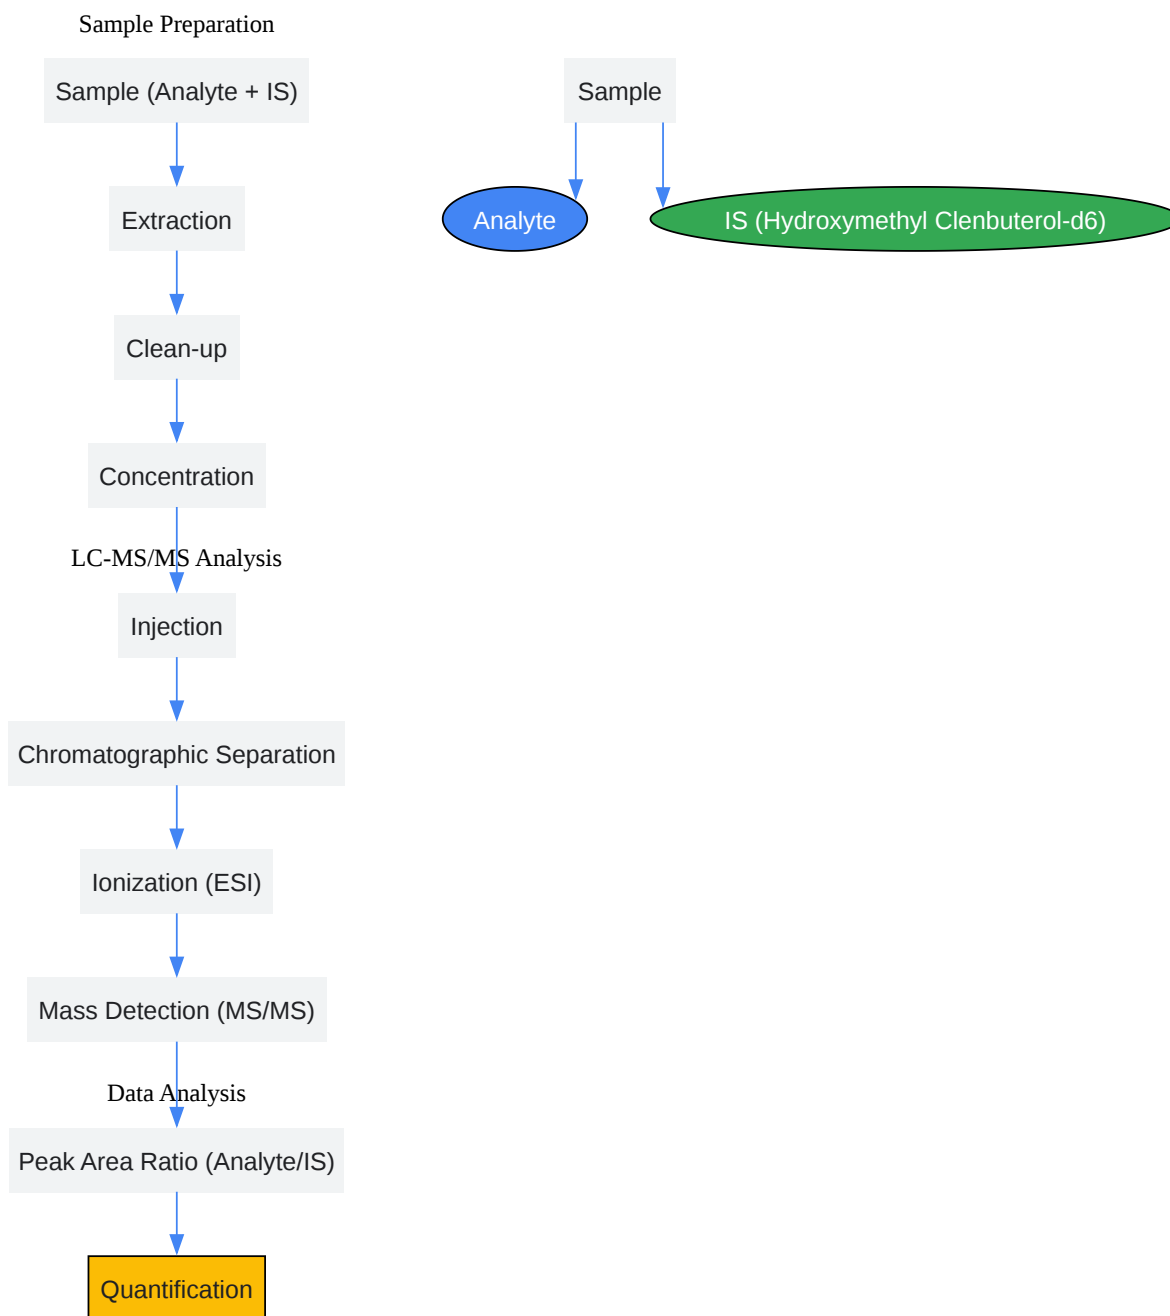 Sample Preparation
Sample (Analyte + IS)
Extraction
Clean-up
Concentration
LC-MS/MS Analysis
Injection
Chromatographic Separation
Ionization (ESI)
Mass Detection (MS/MS)
Data Analysis
Peak Area Ratio (Analyte/IS)
Quantification
Sample
Analyte
IS (Hydroxymethyl Clenbuterol-d6)